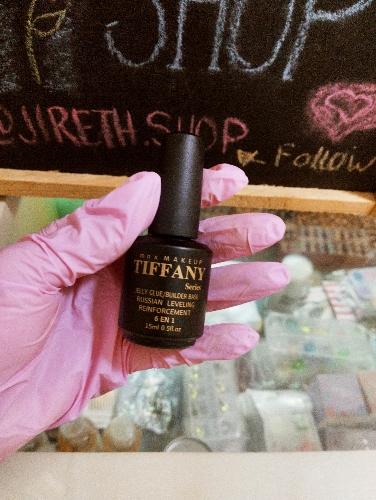 SHOP
@JIRETH.SHOP
Follow
mnx MAKEUP
TIFFANY
Series
JELLY GLUE/BUILDER BASE
RUSSIAN LEVELING
REINFORCEMENT
6 EN 1
15ml 0.5fl.oz